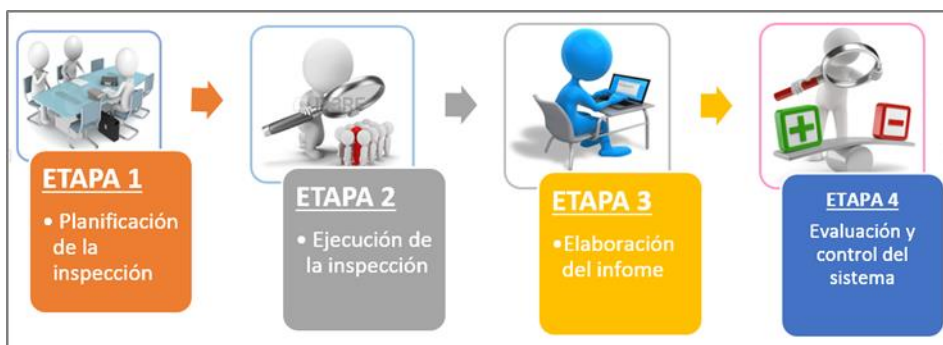 ETAPA 1
• Planificación
de la
inspección
ETAPA 2
• Ejecución de
la inspección
ETAPA 3
•Elaboración
del infome
ETAPA 4
Evaluación y
control del
sistema